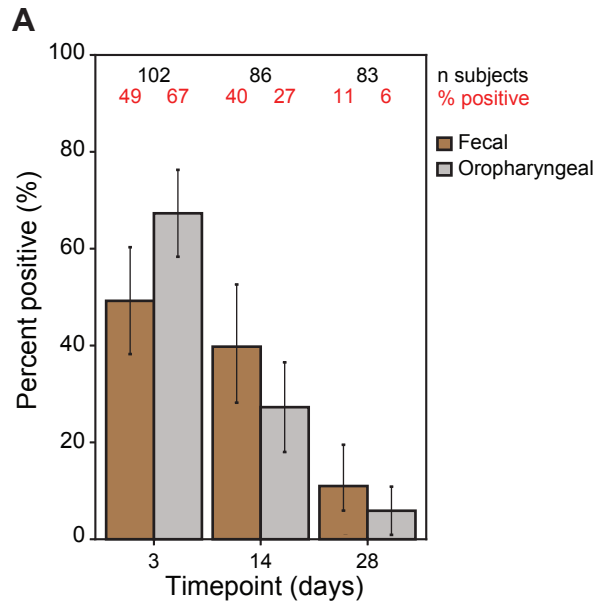 A
100
80
60
40
20
0
Percent positive (%)
102 86 83 n subjects
49 67 40 27 11 6 % positive
Fecal
Oropharyngeal
3 14 28
Timepoint (days)